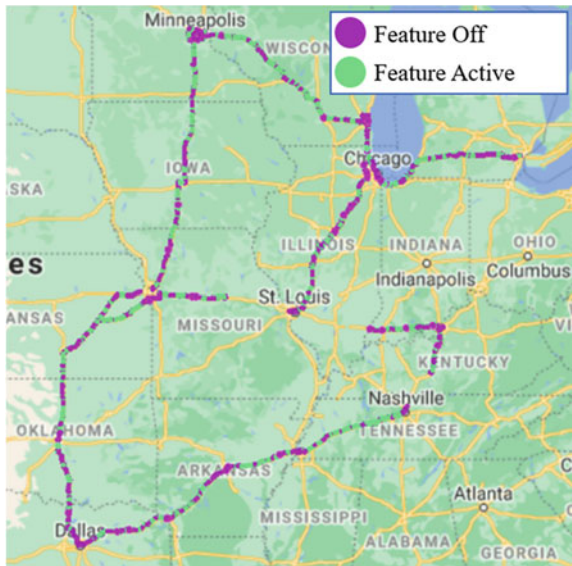 Minneapolis
WISCON
Feature Off
Feature Active
Chicago
IOWA
ASKA
ILLINOIS
INDIANA
OHIO
es
Indianapolis
Columbus
ANSAS
MISSOURI
St. Louis
VI
KENTUCKY
Nashville
OKLAHOMA
TENNESSEE
ARKANSAS
C
Atlanta
MISSISSIPPI
Dallas
ALABAMA
GEORGIA